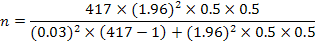 n = \frac{417 × (1.96)² × 0.5 × 0.5}{(0.03)² × (417 − 1) + (1.96)² × 0.5 × 0.5}